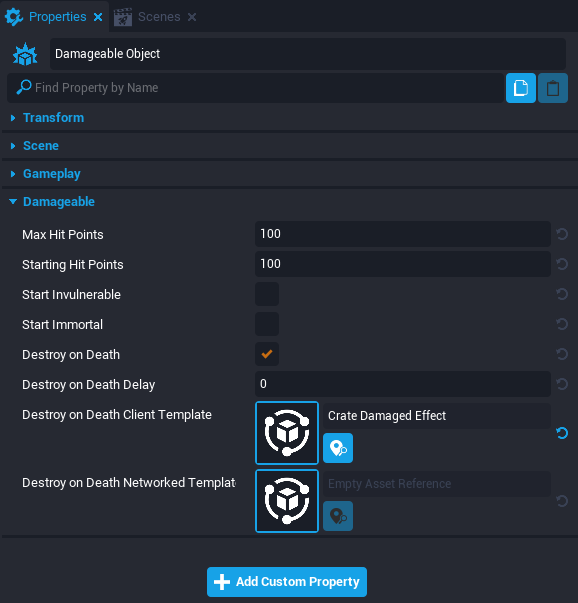 Properties
Scenes
Damageable Object
Find Property by Name
Transform
Scene
Gameplay
Damageable
Max Hit Points 100
Starting Hit Points 100
Start Invulnerable
Start Immortal
Destroy on Death
Destroy on Death Delay 0
Destroy on Death Client Template Crate Damaged Effect
Destroy on Death Networked Templat Empty Asset Reference
Add Custom Property